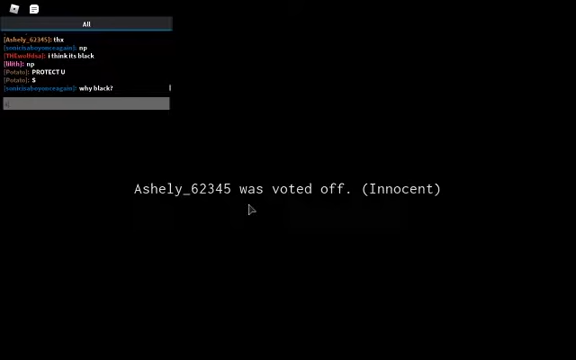 All
[Ashely_62345]: thx
[sonicisaboyonceagain]: np
[THEwolfdsa]: i think its black
[lilith]: np
[Potato]: PROTECT U
[Potato]: S
[sonicisaboyonceagain]: why black?
Ashely_62345 was voted off. (Innocent)